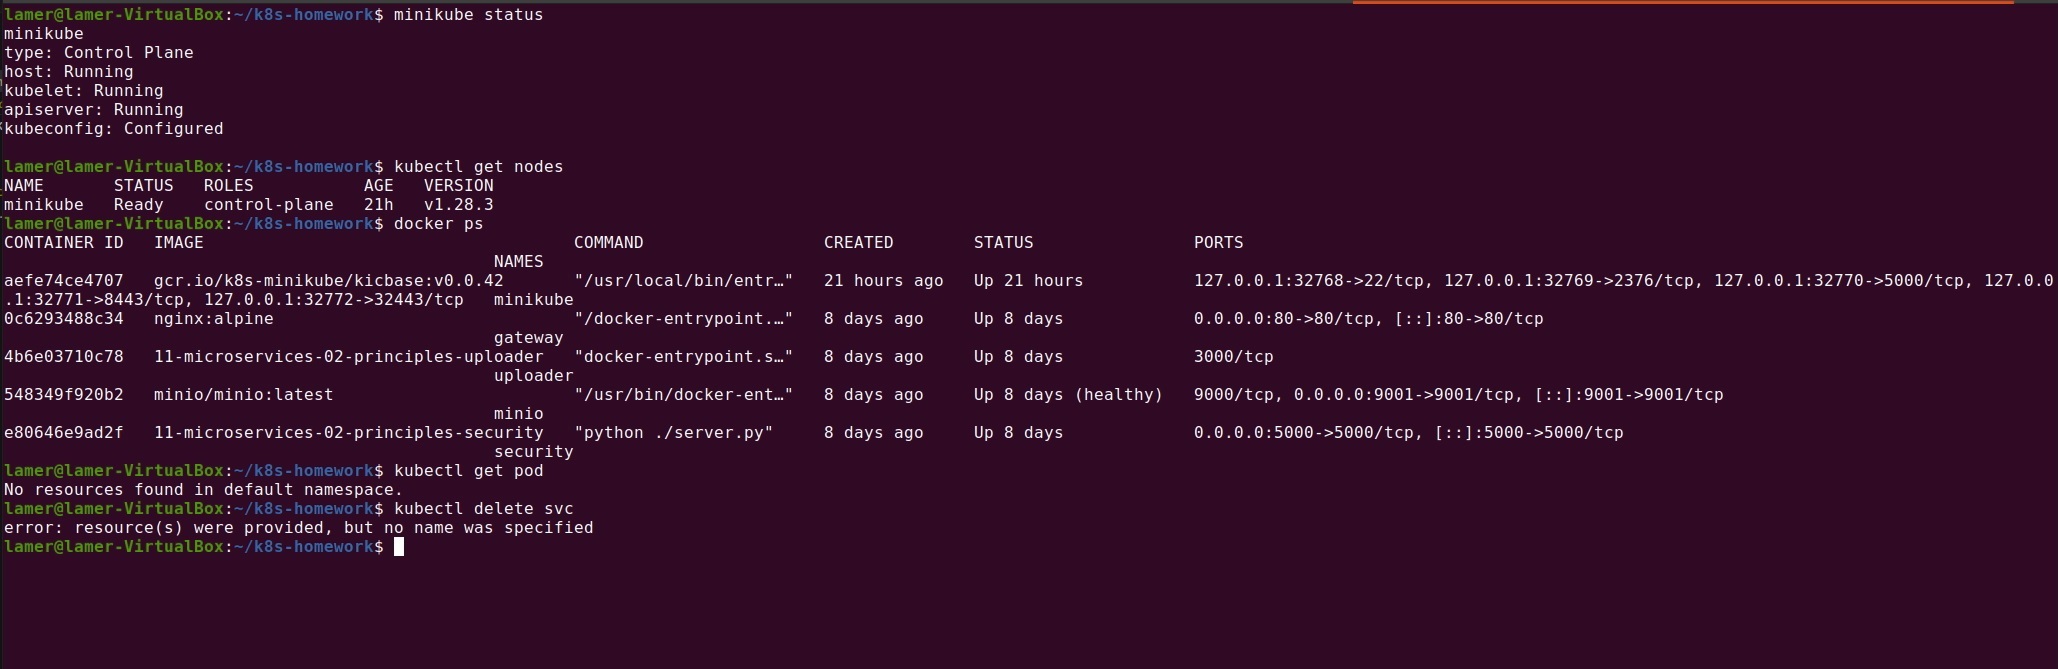 lamer@lamer-VirtualBox:~/k8s-homework$ minikube status
minikube
type: Control Plane
host: Running
kubelet: Running
apiserver: Running
kubeconfig: Configured
lamer@lamer-VirtualBox:~/k8s-homework$ kubectl get nodes
NAME       STATUS   ROLES           AGE   VERSION
minikube   Ready    control-plane   21h   v1.28.3
lamer@lamer-VirtualBox:~/k8s-homework$ docker ps
CONTAINER ID   IMAGE                                     COMMAND                  CREATED        STATUS                PORTS
NAMES
aefe74ce4707   gcr.io/k8s-minikube/kicbase:v0.0.42       "/usr/local/bin/entr…"   21 hours ago   Up 21 hours           127.0.0.1:32768->22/tcp, 127.0.0.1:32769->2376/tcp, 127.0.0.1:32770->5000/tcp, 127.0.0
.1:32771->8443/tcp, 127.0.0.1:32772->32443/tcp   minikube
0c6293488c34   nginx:alpine                              "/docker-entrypoint.…"   8 days ago     Up 8 days             0.0.0.0:80->80/tcp, [::]:80->80/tcp
gateway
4b6e03710c78   11-microservices-02-principles-uploader   "docker-entrypoint.s…"   8 days ago     Up 8 days             3000/tcp
uploader
548349f920b2   minio/minio:latest                        "/usr/bin/docker-ent…"   8 days ago     Up 8 days (healthy)   9000/tcp, 0.0.0.0:9001->9001/tcp, [::]:9001->9001/tcp
minio
e80646e9ad2f   11-microservices-02-principles-security   "python ./server.py"     8 days ago     Up 8 days             0.0.0.0:5000->5000/tcp, [::]:5000->5000/tcp
security
lamer@lamer-VirtualBox:~/k8s-homework$ kubectl get pod
No resources found in default namespace.
lamer@lamer-VirtualBox:~/k8s-homework$ kubectl delete svc
error: resource(s) were provided, but no name was specified
lamer@lamer-VirtualBox:~/k8s-homework$